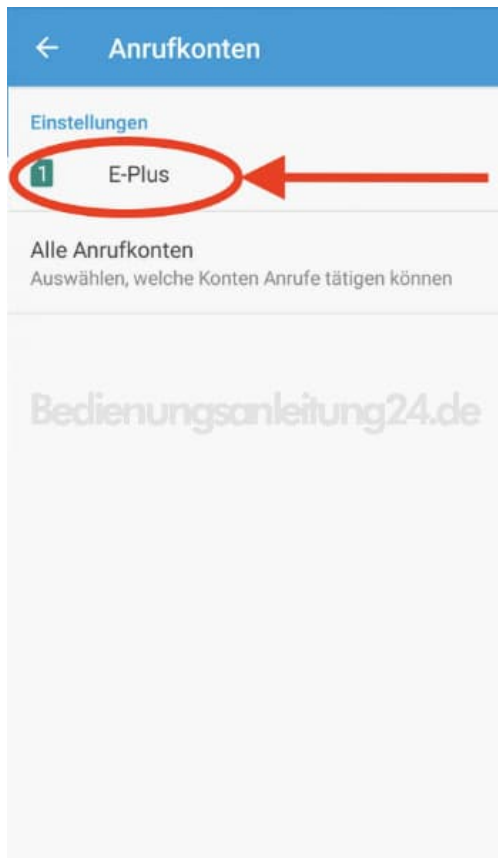 Anrufkonten
Einstellungen
1 E-Plus
Alle Anrufkonten
Auswählen, welche Konten Anrufe tätigen können
Bedienungsanleitung24.de